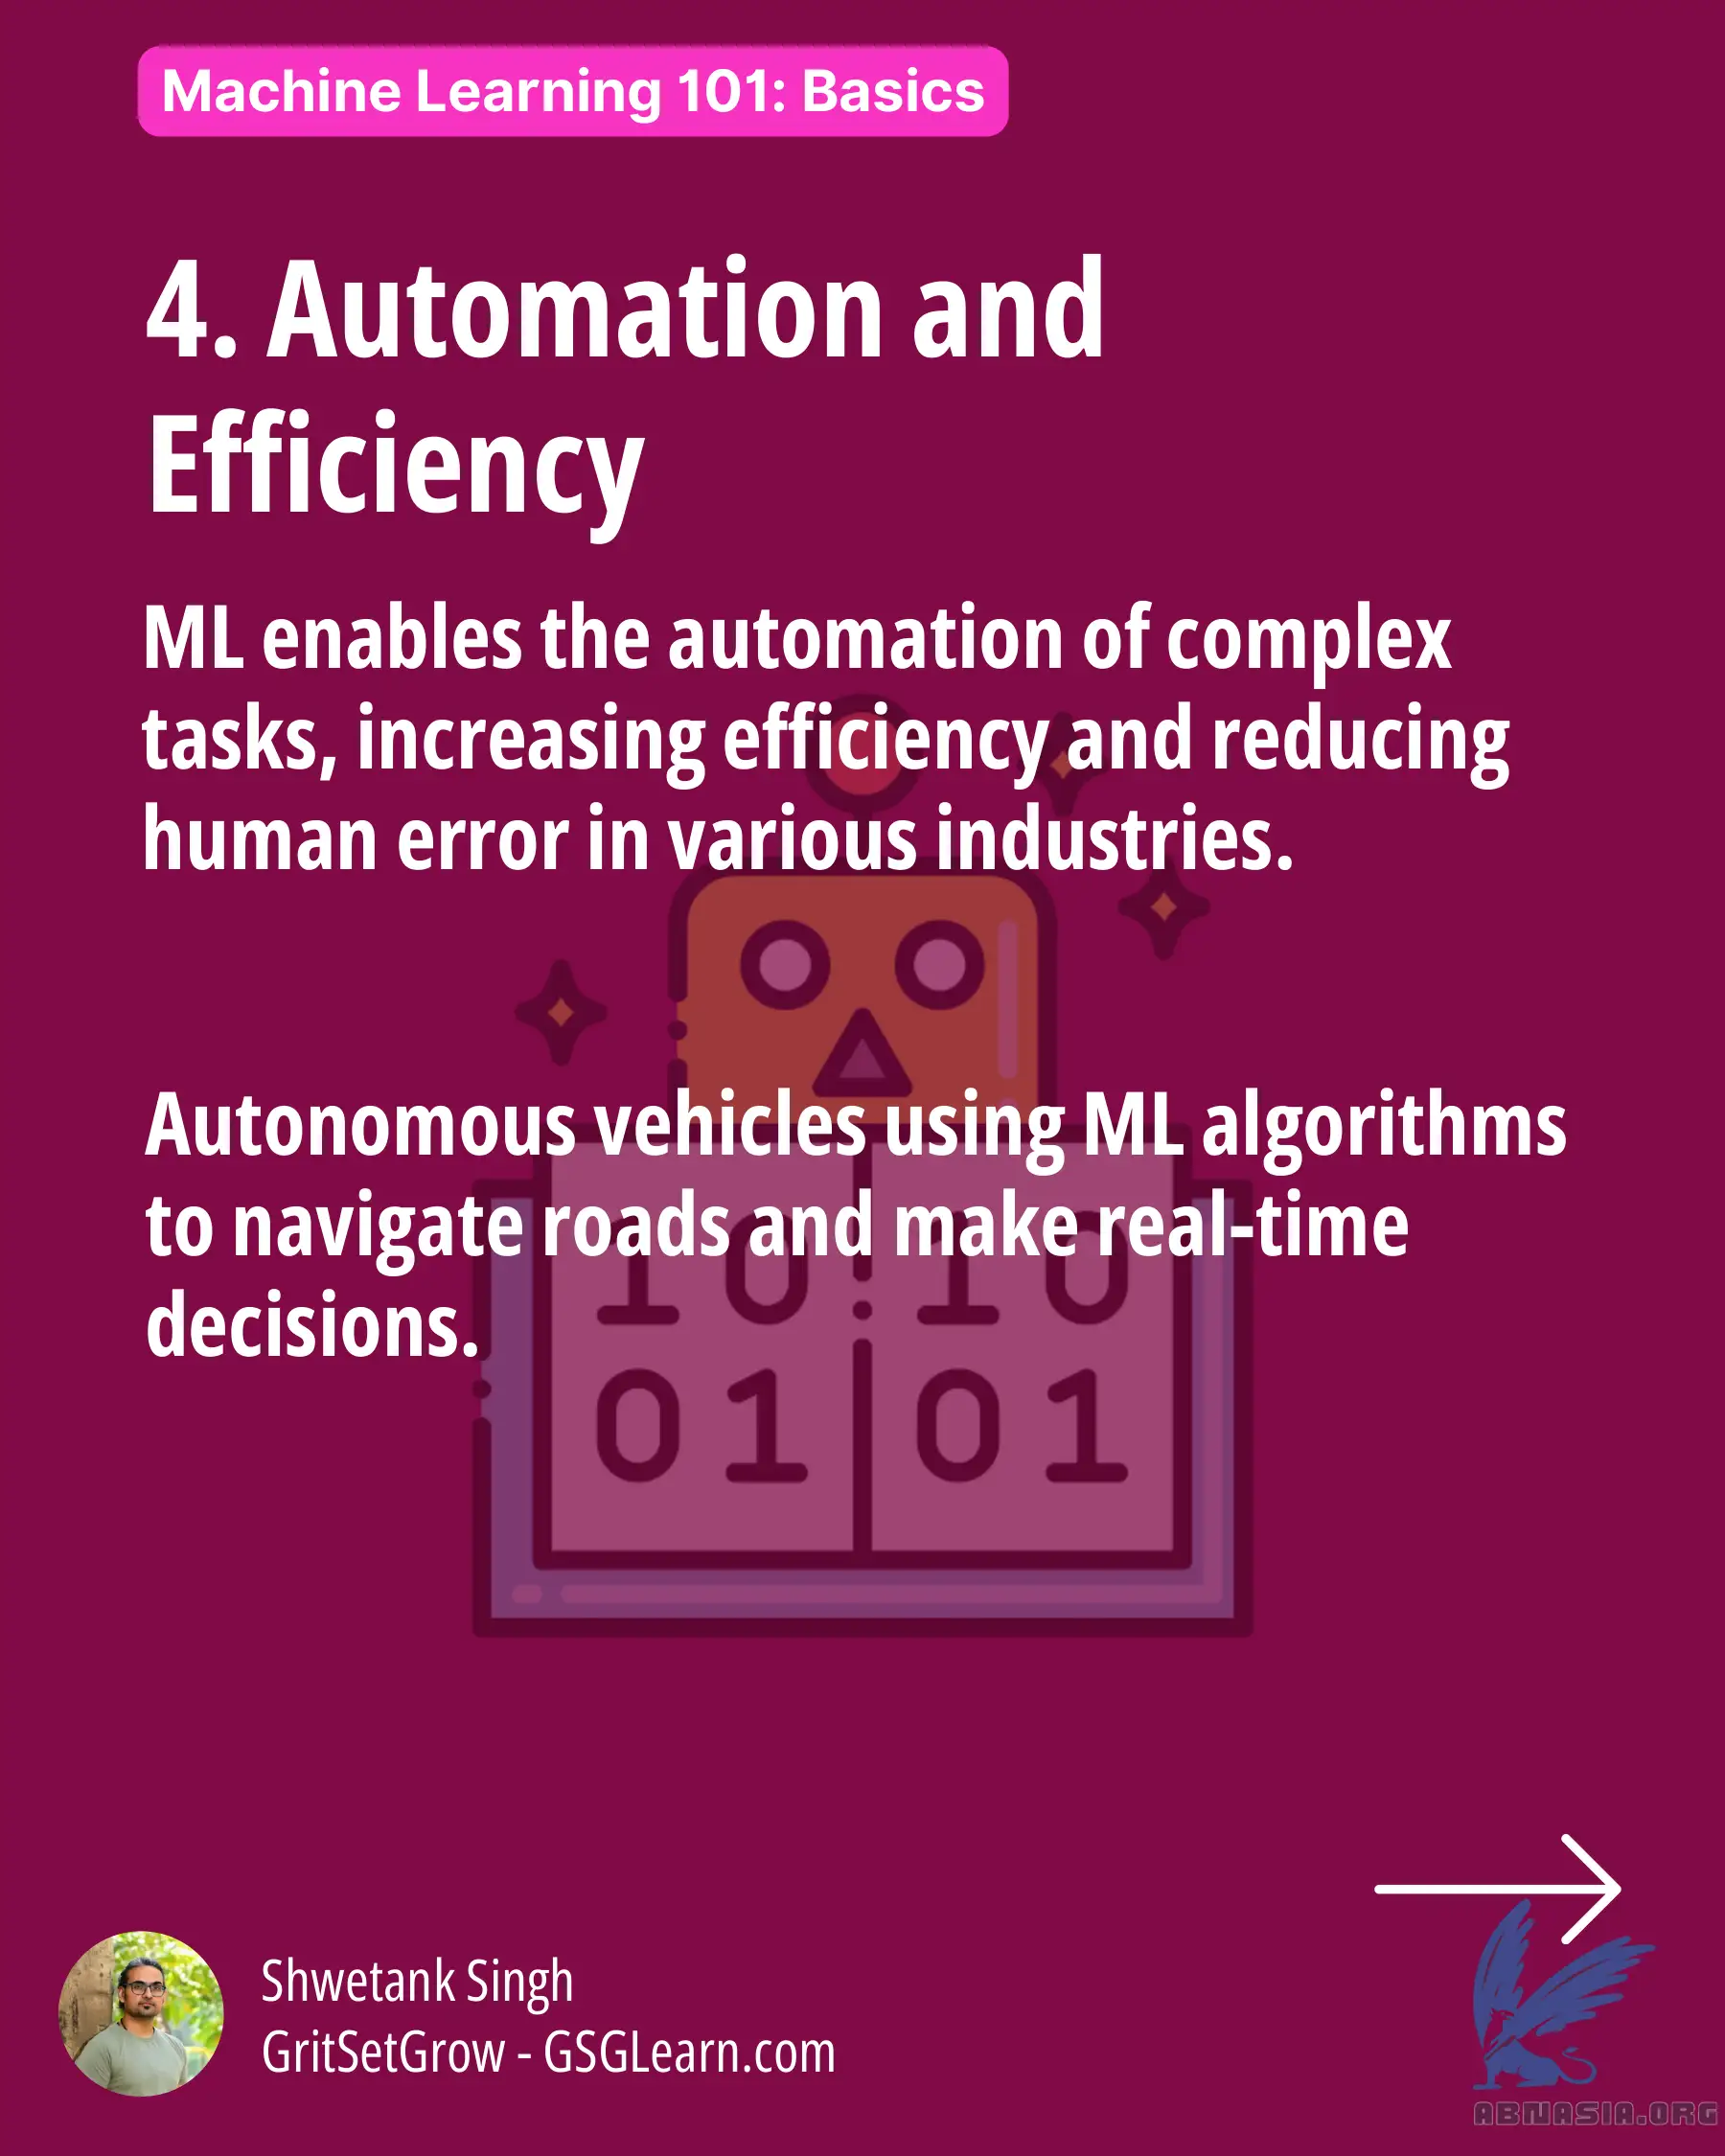 Machine Learning 101: Basics
4. Automation and
Efficiency
ML enables the automation of complex
tasks, increasing efficiency and reducing
human error in various industries.
Autonomous vehicles using ML algorithms
to navigate roads and make real-time
decisions.
10 10
01 01
Shwetank Singh
GritSetGrow - GSGLearn.com
ABNASIA.ORG